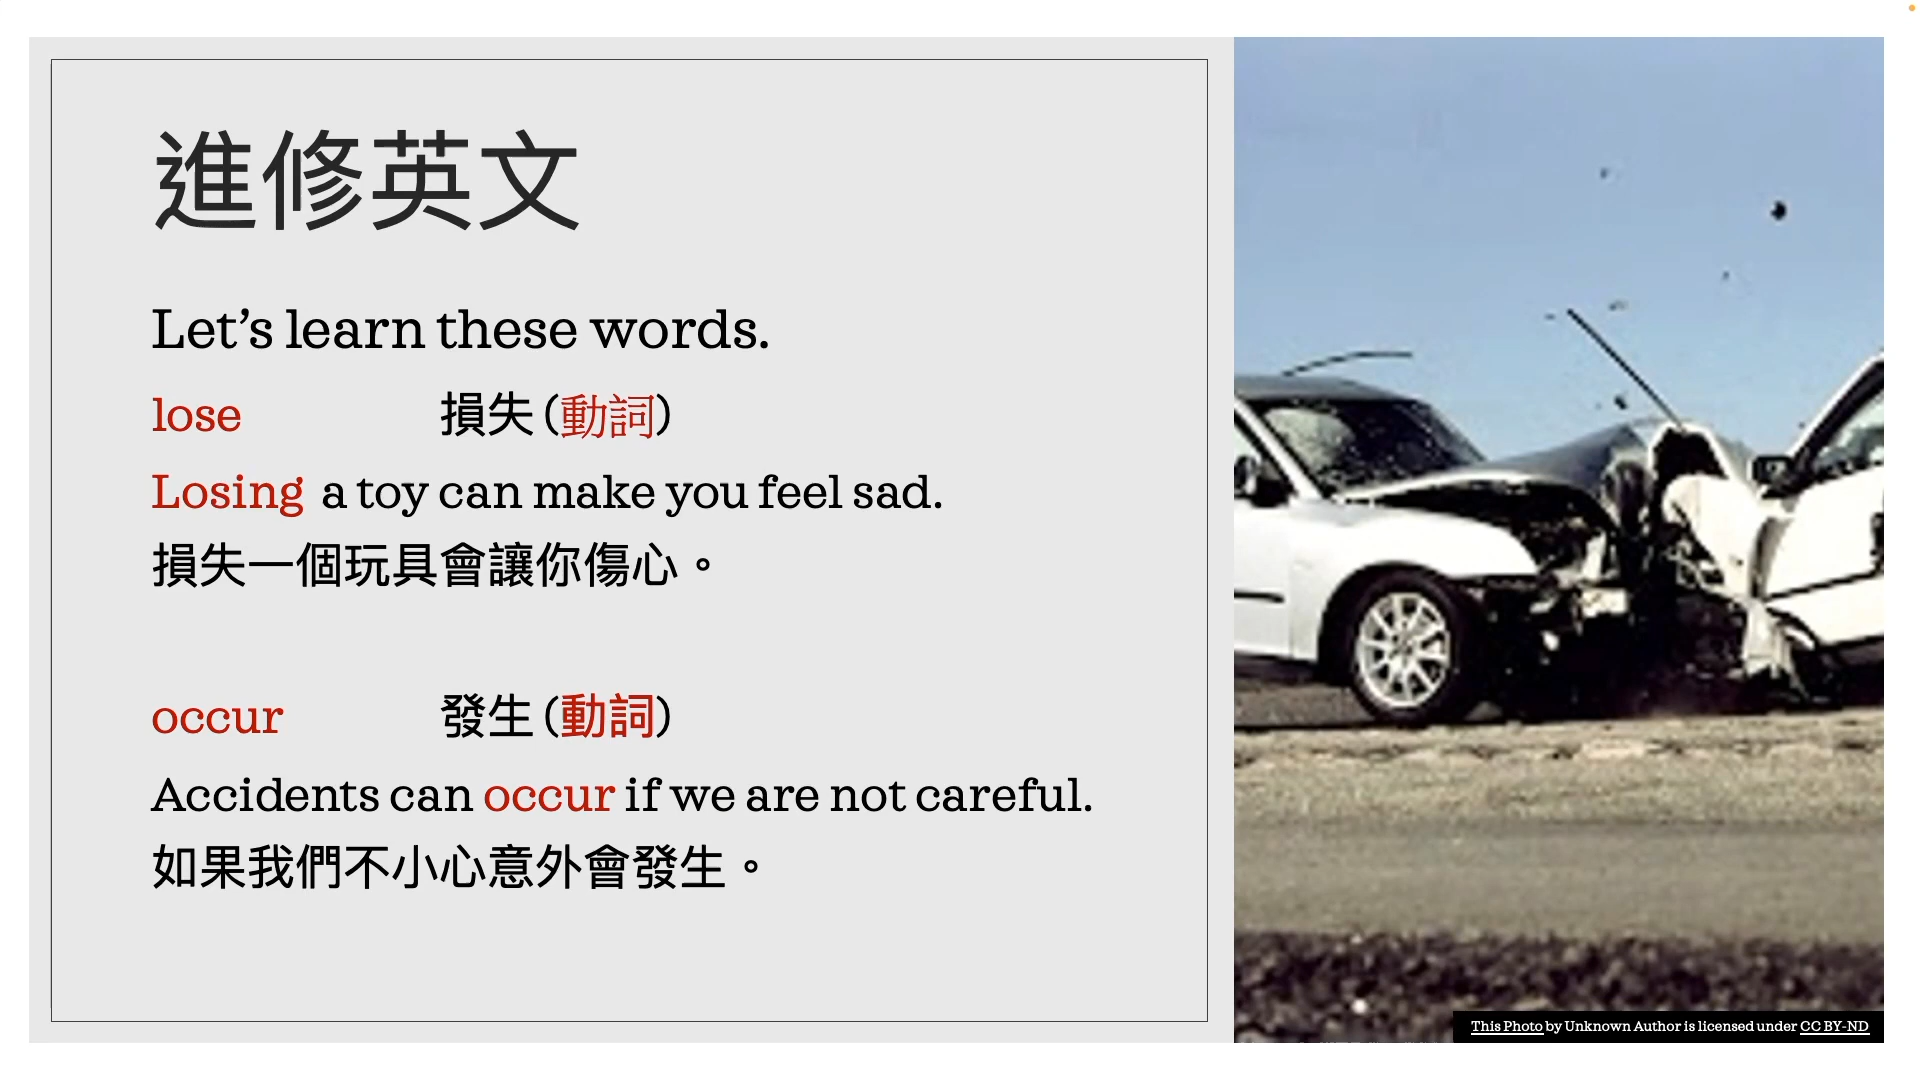 進修英文
Let’s learn these words.
lose 損失 (動詞)
Losing a toy can make you feel sad.
損失一個玩具會讓你傷心。
occur 發生 (動詞)
Accidents can occur if we are not careful.
如果我們不小心意外會發生。
This Photo by Unknown Author is licensed under CC BY-ND